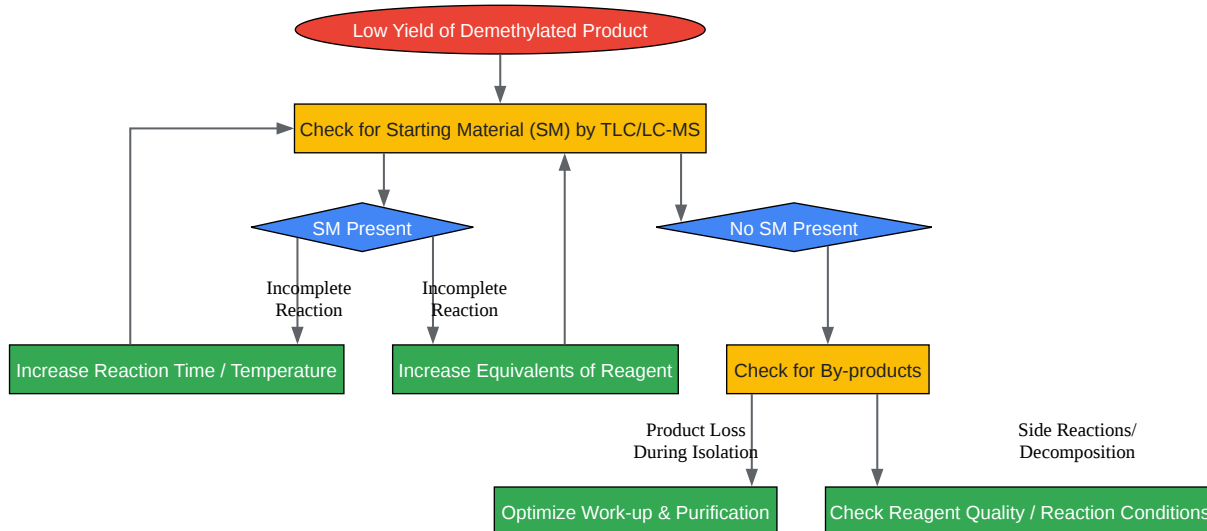 Low Yield of Demethylated Product
Check for Starting Material (SM) by TLC/LC-MS
SM Present
No SM Present
Incomplete
Reaction
Incomplete
Reaction
Increase Reaction Time / Temperature
Increase Equivalents of Reagent
Check for By-products
Product Loss
During Isolation
Side Reactions/
Decomposition
Optimize Work-up & Purification
Check Reagent Quality / Reaction Conditions